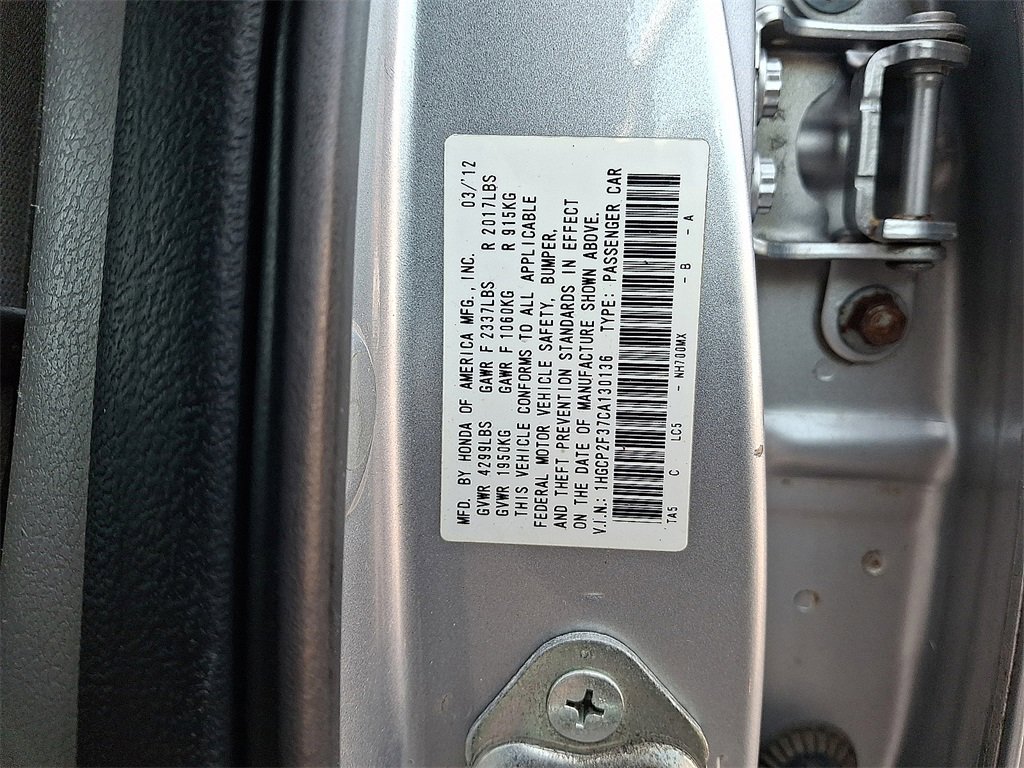 MFD. BY HONDA OF AMERICA MFG., INC. 03/'12
GVWR 4299LBS GAWR F 2337LBS R 2017LBS
GVWR 1950KG GAWR F 1060KG R 915KG
THIS VEHICLE CONFORMS TO ALL APPLICABLE
FEDERAL MOTOR VEHICLE SAFETY, BUMPER,
AND THEFT PREVENTION STANDARDS IN EFFECT
ON THE DATE OF MANUFACTURE SHOWN ABOVE.
V.I.N.: 1HGCP2F37CA130136 TYPE: PASSENGER CAR
TA5 C LC5 - NH700MX - B - A